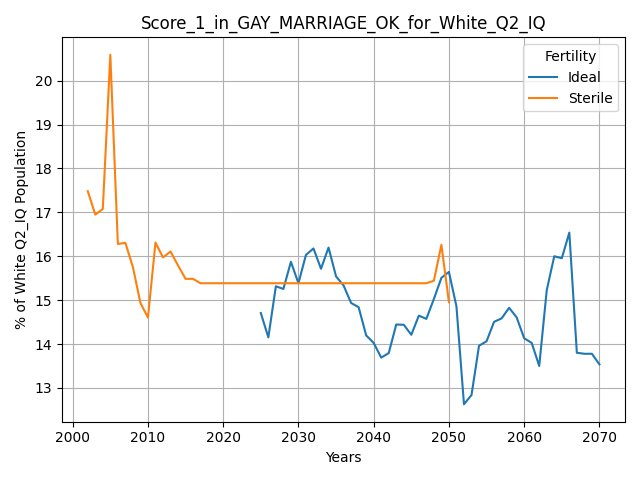 Score_1_in_GAY_MARRIAGE_OK_for_White_Q2_IQ
Fertility
Ideal
Sterile
% of White Q2_IQ Population
20
19
18
17
16
15
14
13
2000
2010
2020
2030
2040
2050
2060
2070
Years